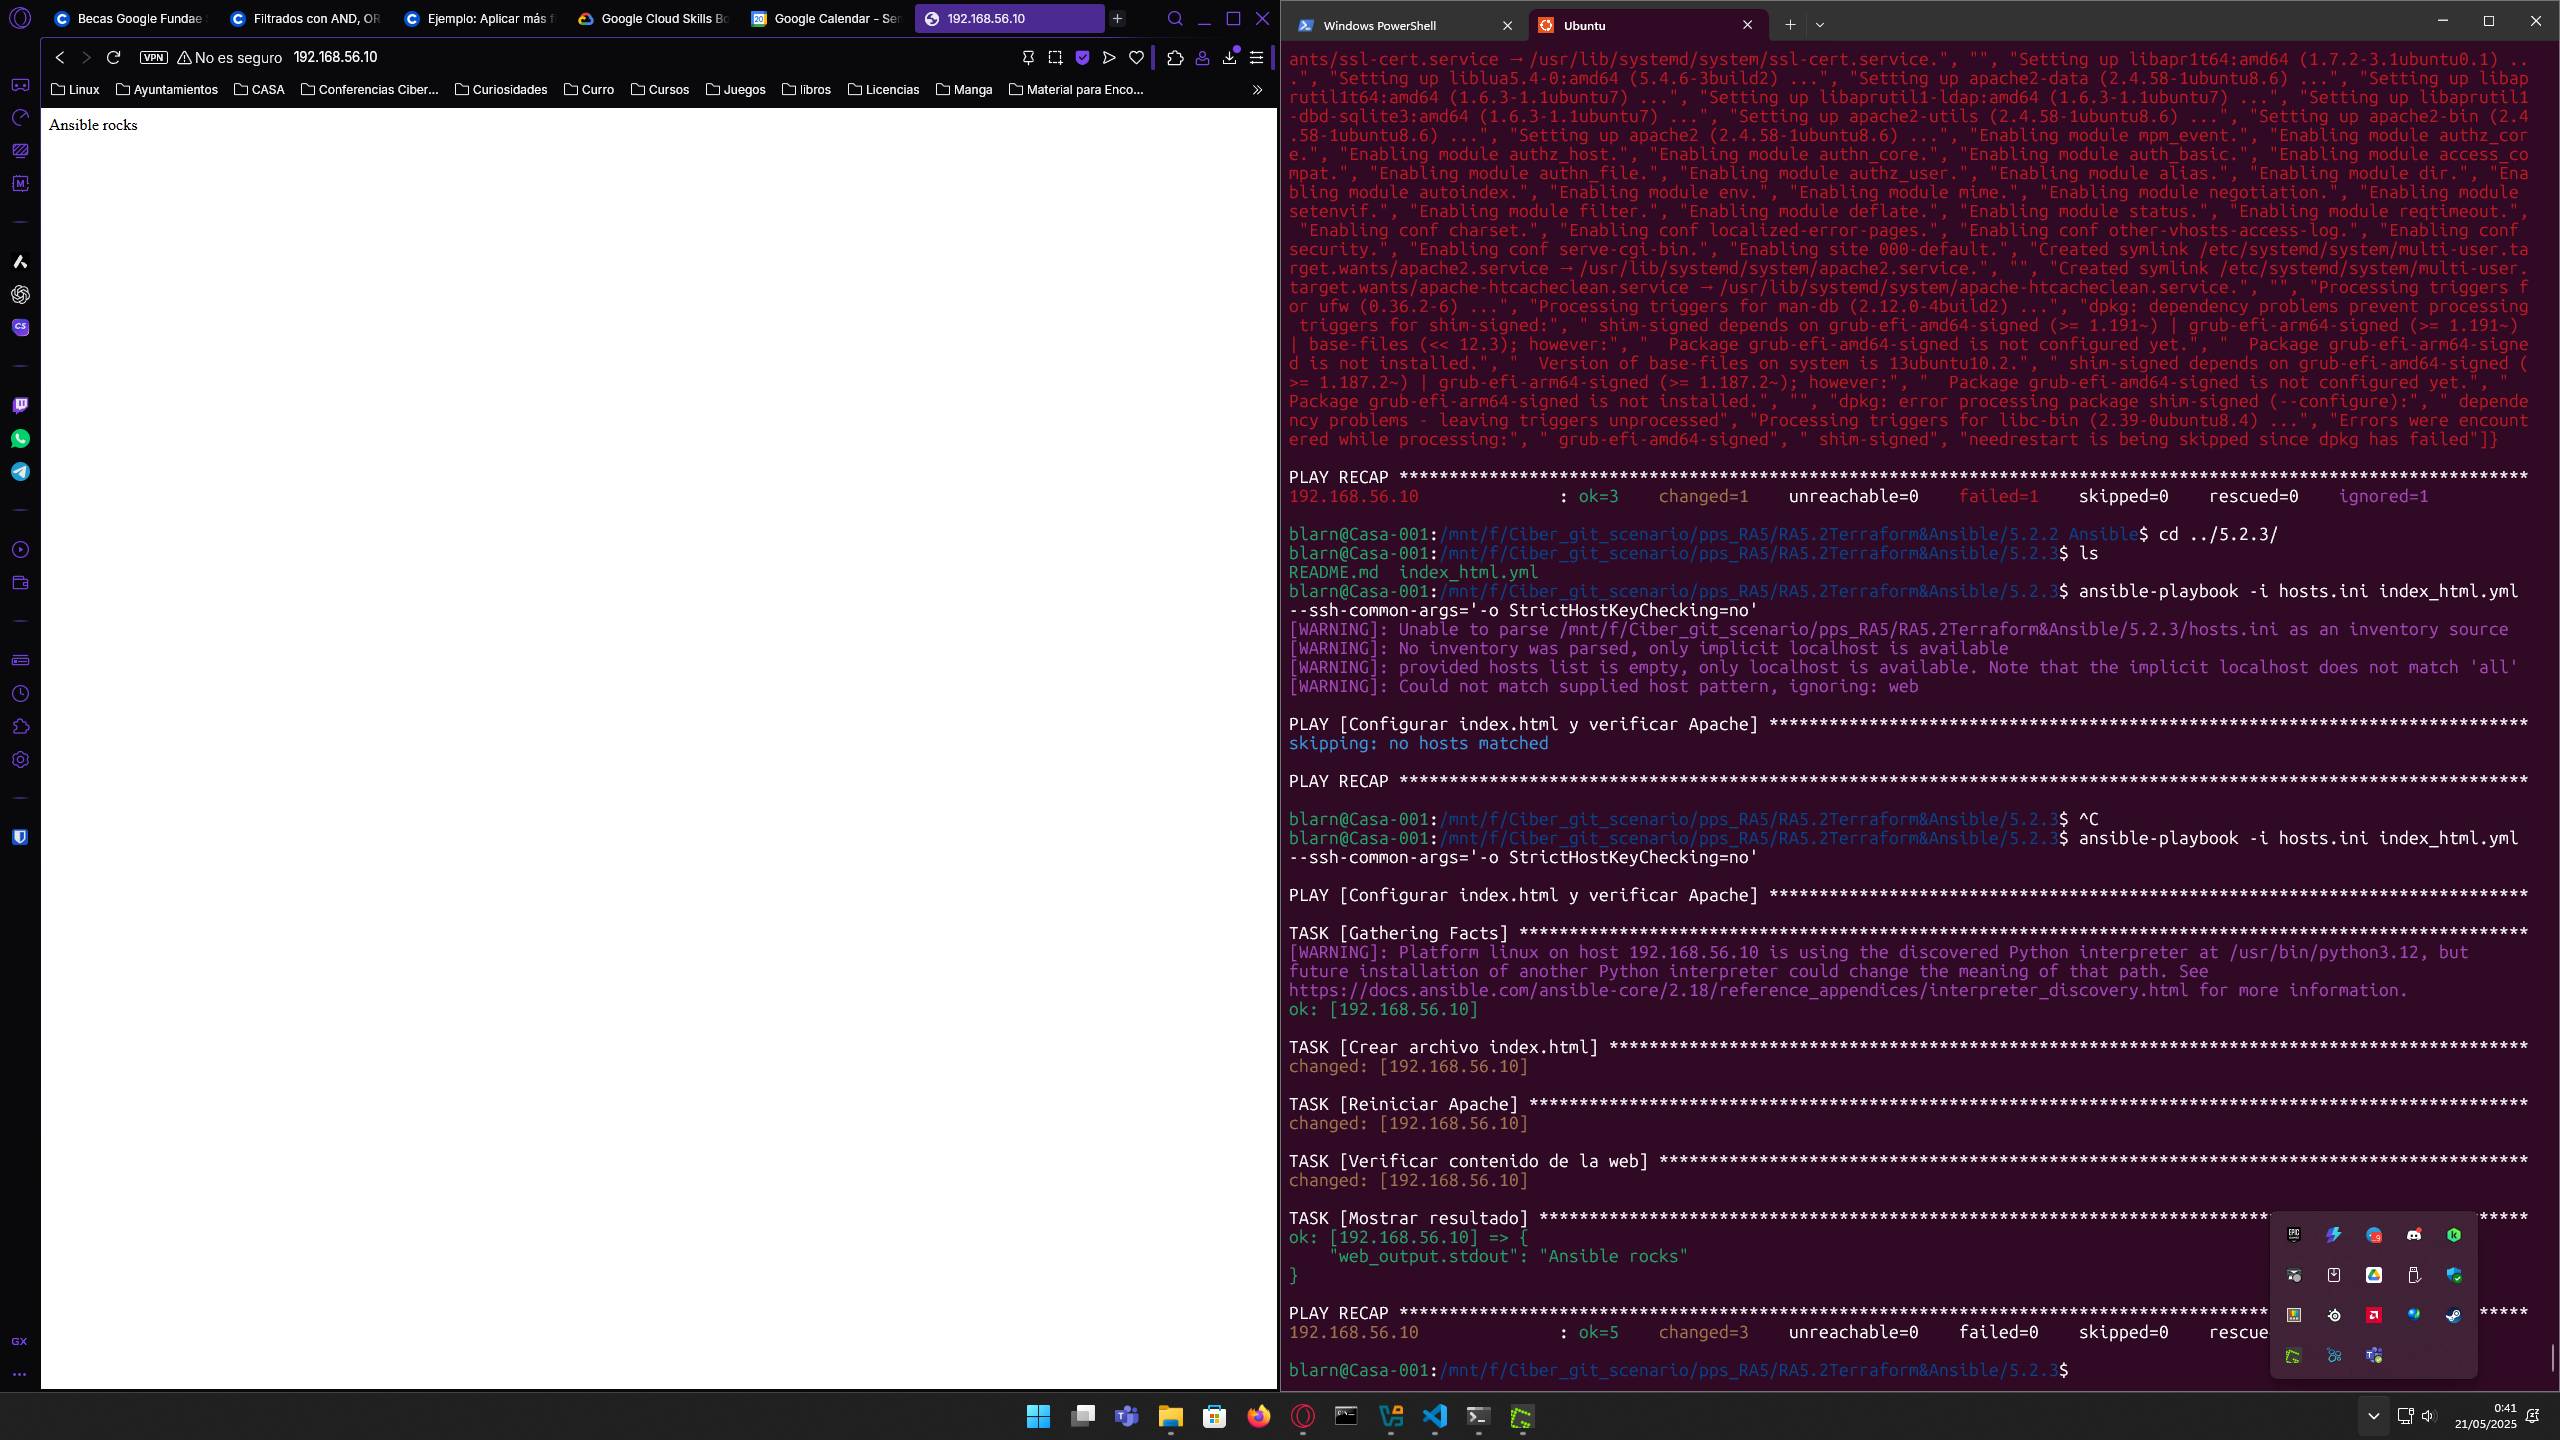 Becas Google Fundae
Filtrados con AND, OR
Ejemplo: Aplicar más f
Google Cloud Skills Bo
Google Calendar - Sem
192.168.56.10
VPN
No es seguro
192.168.56.10
Linux
Ayuntamientos
CASA
Conferencias Ciber...
Curiosidades
Curro
Cursos
Juegos
libros
Licencias
Manga
Material para Enco...
Ansible rocks
GX
Windows PowerShell
Ubuntu
ants/ssl-cert.service → /usr/lib/systemd/system/ssl-cert.service.", "", "Setting up libapr1t64:amd64 (1.7.2-3.1ubuntu0.1) ..
.", "Setting up liblua5.4-0:amd64 (5.4.6-3build2) ...", "Setting up apache2-data (2.4.58-1ubuntu8.6) ...", "Setting up libap
rutil1t64:amd64 (1.6.3-1.1ubuntu7) ...", "Setting up libaprutil1-ldap:amd64 (1.6.3-1.1ubuntu7) ...", "Setting up libaprutil1
-dbd-sqlite3:amd64 (1.6.3-1.1ubuntu7) ...", "Setting up apache2-utils (2.4.58-1ubuntu8.6) ...", "Setting up apache2-bin (2.4
.58-1ubuntu8.6) ...", "Setting up apache2 (2.4.58-1ubuntu8.6) ...", "Enabling module mpm_event.", "Enabling module authz_cor
e.", "Enabling module authz_host.", "Enabling module authn_core.", "Enabling module auth_basic.", "Enabling module access_co
mpat.", "Enabling module authn_file.", "Enabling module authz_user.", "Enabling module alias.", "Enabling module dir.", "Ena
bling module autoindex.", "Enabling module env.", "Enabling module mime.", "Enabling module negotiation.", "Enabling module
setenvif.", "Enabling module filter.", "Enabling module deflate.", "Enabling module status.", "Enabling module reqtimeout.",
"Enabling conf charset.", "Enabling conf localized-error-pages.", "Enabling conf other-vhosts-access-log.", "Enabling conf
security.", "Enabling conf serve-cgi-bin.", "Enabling site 000-default.", "Created symlink /etc/systemd/system/multi-user.ta
rget.wants/apache2.service → /usr/lib/systemd/system/apache2.service.", "", "Created symlink /etc/systemd/system/multi-user.
target.wants/apache-htcacheclean.service → /usr/lib/systemd/system/apache-htcacheclean.service.", "", "Processing triggers f
or ufw (0.36.2-6) ...", "Processing triggers for man-db (2.12.0-4build2) ...", "dpkg: dependency problems prevent processing
triggers for shim-signed:", " shim-signed depends on grub-efi-amd64-signed (>= 1.191~) | grub-efi-arm64-signed (>= 1.191~)
| base-files (<< 12.3); however:", "  Package grub-efi-amd64-signed is not configured yet.", "  Package grub-efi-arm64-signe
d is not installed.", "  Version of base-files on system is 13ubuntu10.2.", " shim-signed depends on grub-efi-amd64-signed (
>= 1.187.2~) | grub-efi-arm64-signed (>= 1.187.2~); however:", "  Package grub-efi-amd64-signed is not configured yet.", "
Package grub-efi-arm64-signed is not installed.", "", "dpkg: error processing package shim-signed (--configure):", " depende
ncy problems - leaving triggers unprocessed", "Processing triggers for libc-bin (2.39-0ubuntu8.4) ...", "Errors were encount
ered while processing:", " grub-efi-amd64-signed", " shim-signed", "needrestart is being skipped since dpkg has failed"]}
PLAY RECAP *****************************************************************************************************************
192.168.56.10 : ok=3 changed=1 unreachable=0 failed=1 skipped=0 rescued=0 ignored=1
blarn@Casa-001:/mnt/f/Ciber_git_scenario/pps_RA5/RA5.2Terraform&Ansible/5.2.2 Ansible$ cd ../5.2.3/
blarn@Casa-001:/mnt/f/Ciber_git_scenario/pps_RA5/RA5.2Terraform&Ansible/5.2.3$ ls
README.md  index_html.yml
blarn@Casa-001:/mnt/f/Ciber_git_scenario/pps_RA5/RA5.2Terraform&Ansible/5.2.3$ ansible-playbook -i hosts.ini index_html.yml
--ssh-common-args='-o StrictHostKeyChecking=no'
[WARNING]: Unable to parse /mnt/f/Ciber_git_scenario/pps_RA5/RA5.2Terraform&Ansible/5.2.3/hosts.ini as an inventory source
[WARNING]: No inventory was parsed, only implicit localhost is available
[WARNING]: provided hosts list is empty, only localhost is available. Note that the implicit localhost does not match 'all'
[WARNING]: Could not match supplied host pattern, ignoring: web
PLAY [Configurar index.html y verificar Apache] ****************************************************************************
skipping: no hosts matched
PLAY RECAP *****************************************************************************************************************
blarn@Casa-001:/mnt/f/Ciber_git_scenario/pps_RA5/RA5.2Terraform&Ansible/5.2.3$ ^C
blarn@Casa-001:/mnt/f/Ciber_git_scenario/pps_RA5/RA5.2Terraform&Ansible/5.2.3$ ansible-playbook -i hosts.ini index_html.yml
--ssh-common-args='-o StrictHostKeyChecking=no'
PLAY [Configurar index.html y verificar Apache] ****************************************************************************
TASK [Gathering Facts] *****************************************************************************************************
[WARNING]: Platform linux on host 192.168.56.10 is using the discovered Python interpreter at /usr/bin/python3.12, but
future installation of another Python interpreter could change the meaning of that path. See
https://docs.ansible.com/ansible-core/2.18/reference_appendices/interpreter_discovery.html for more information.
ok: [192.168.56.10]
TASK [Crear archivo index.html] ********************************************************************************************
changed: [192.168.56.10]
TASK [Reiniciar Apache] ****************************************************************************************************
changed: [192.168.56.10]
TASK [Verificar contenido de la web] ***************************************************************************************
changed: [192.168.56.10]
TASK [Mostrar resultado] ***************************************************************************************************
ok: [192.168.56.10] => {
"web_output.stdout": "Ansible rocks"
}
PLAY RECAP *****************************************************************************************************************
192.168.56.10 : ok=5 changed=3 unreachable=0 failed=0 skipped=0 rescue
blarn@Casa-001:/mnt/f/Ciber_git_scenario/pps_RA5/RA5.2Terraform&Ansible/5.2.3$
0:41
21/05/2025